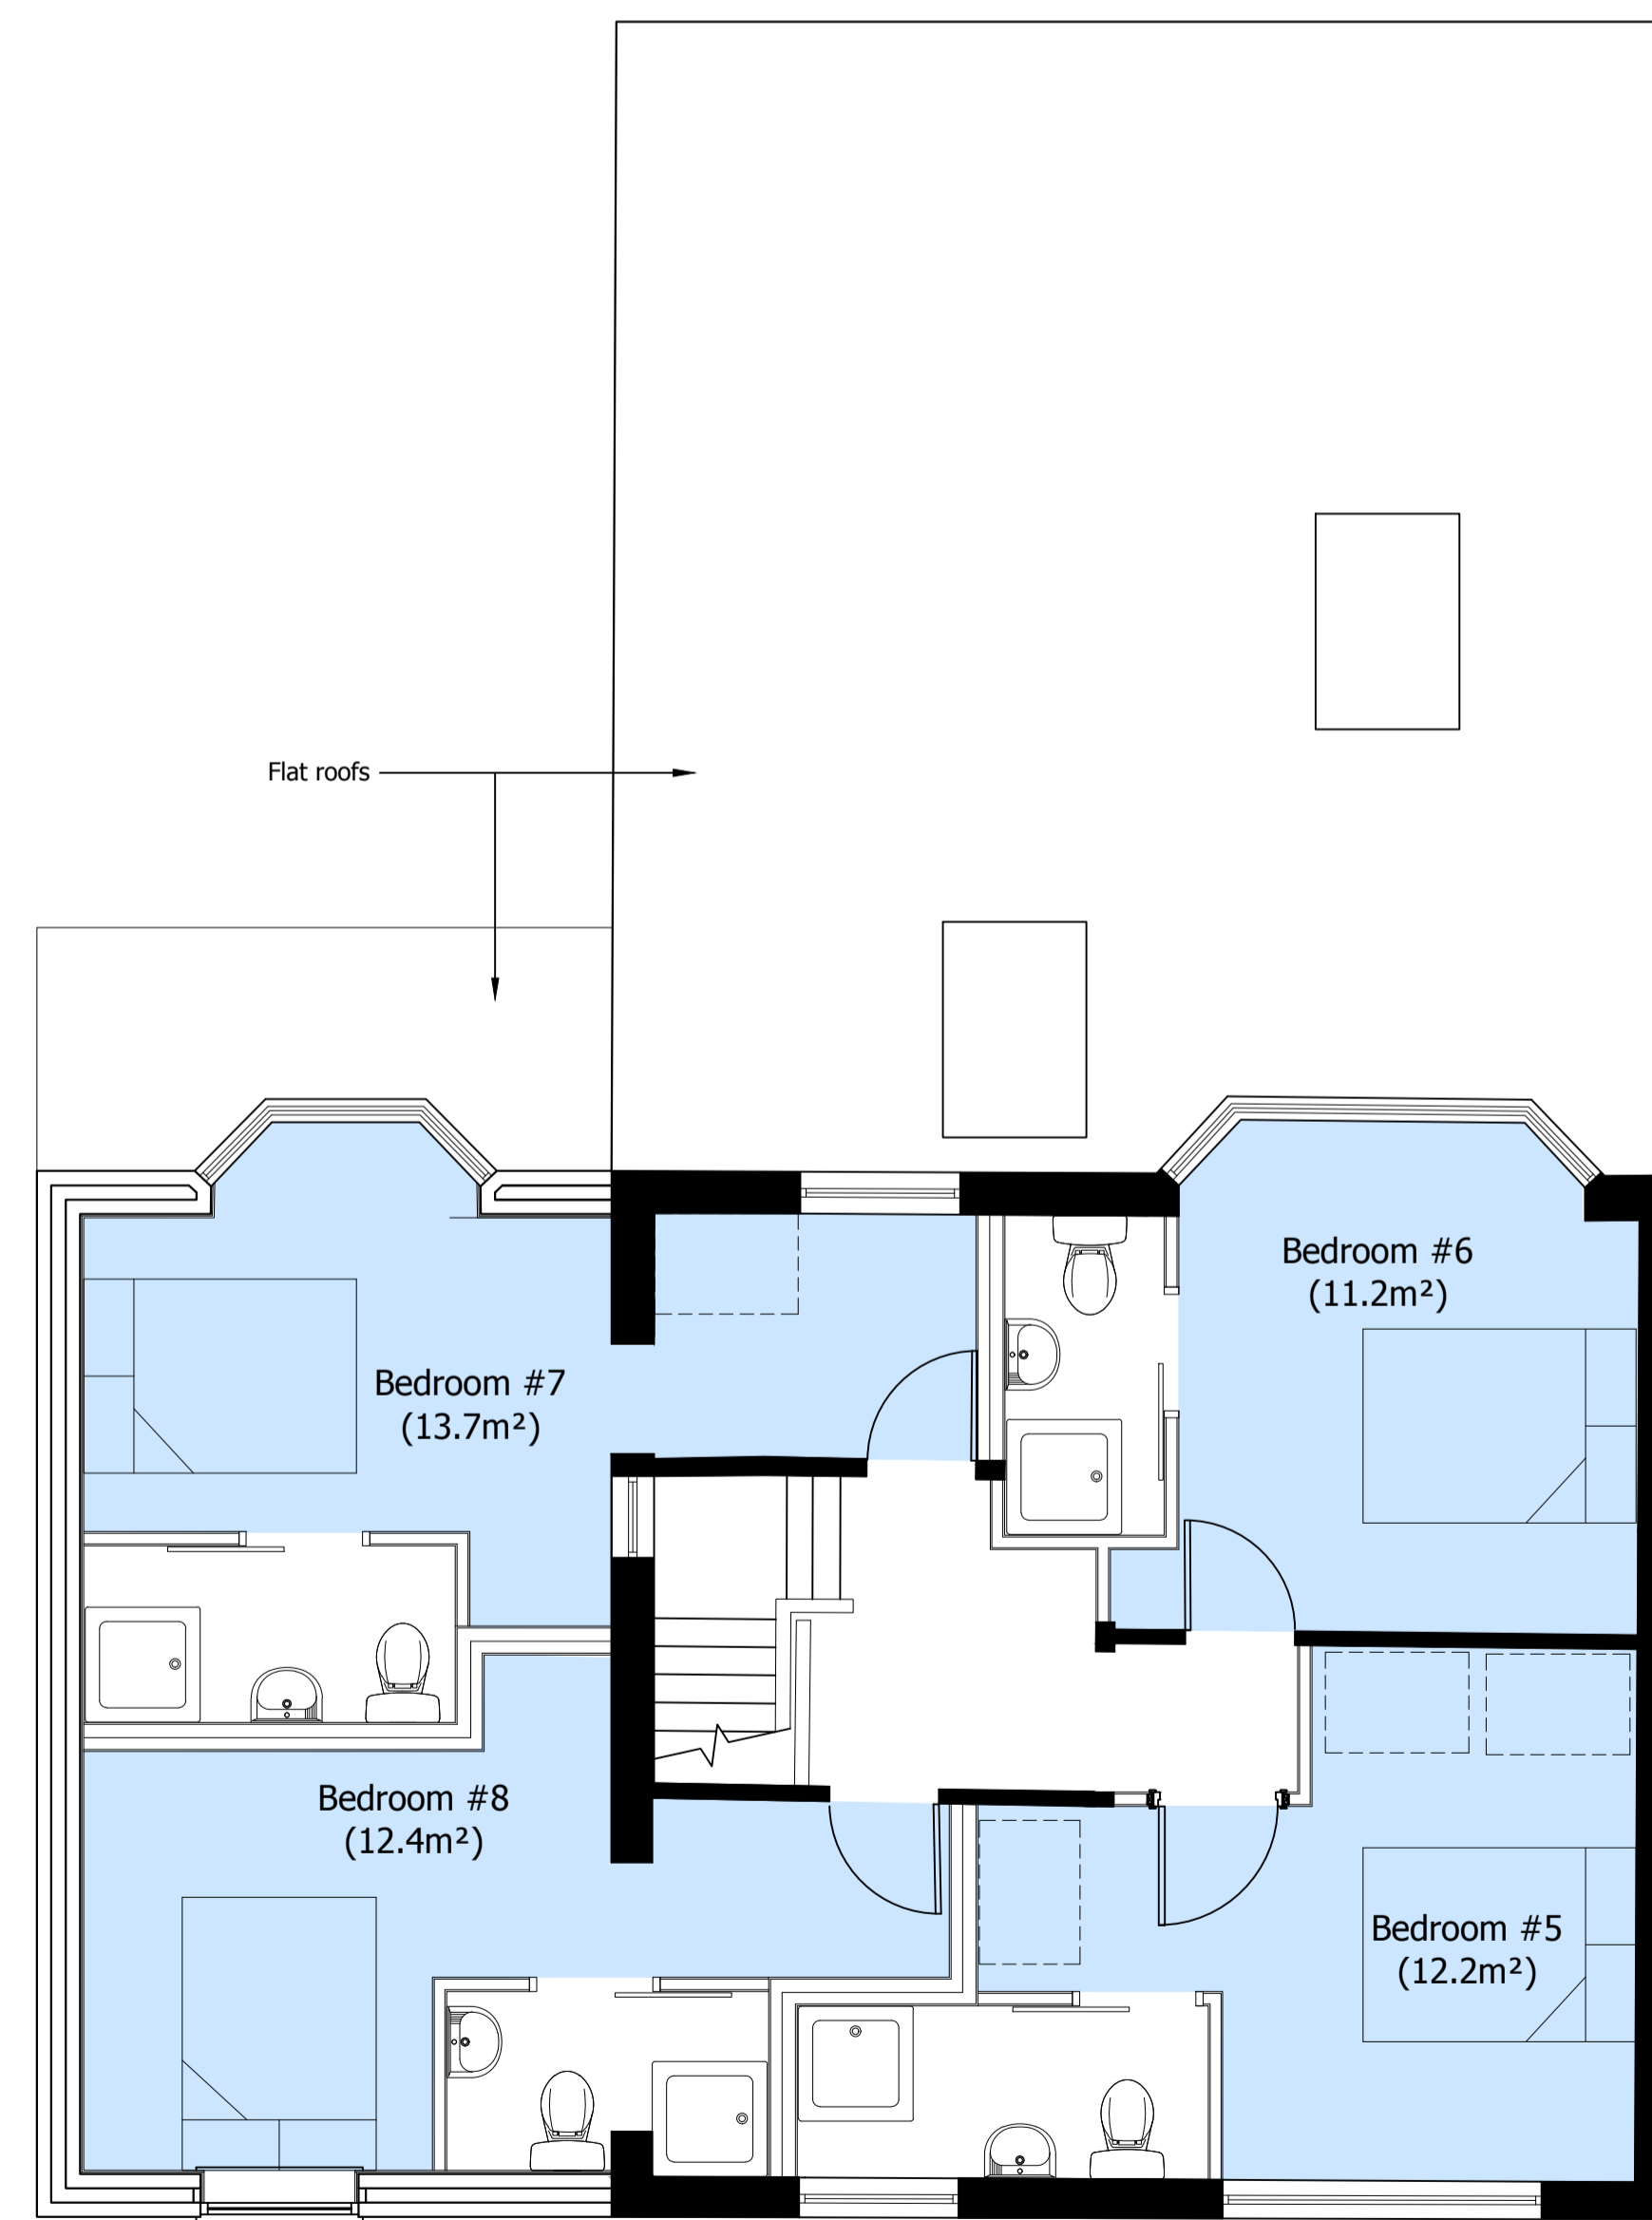 Flat roofs
Bedroom #6
(11.2m²)
Bedroom #7
(13.7m²)
Bedroom #8
(12.4m²)
Bedroom #5
(12.2m²)